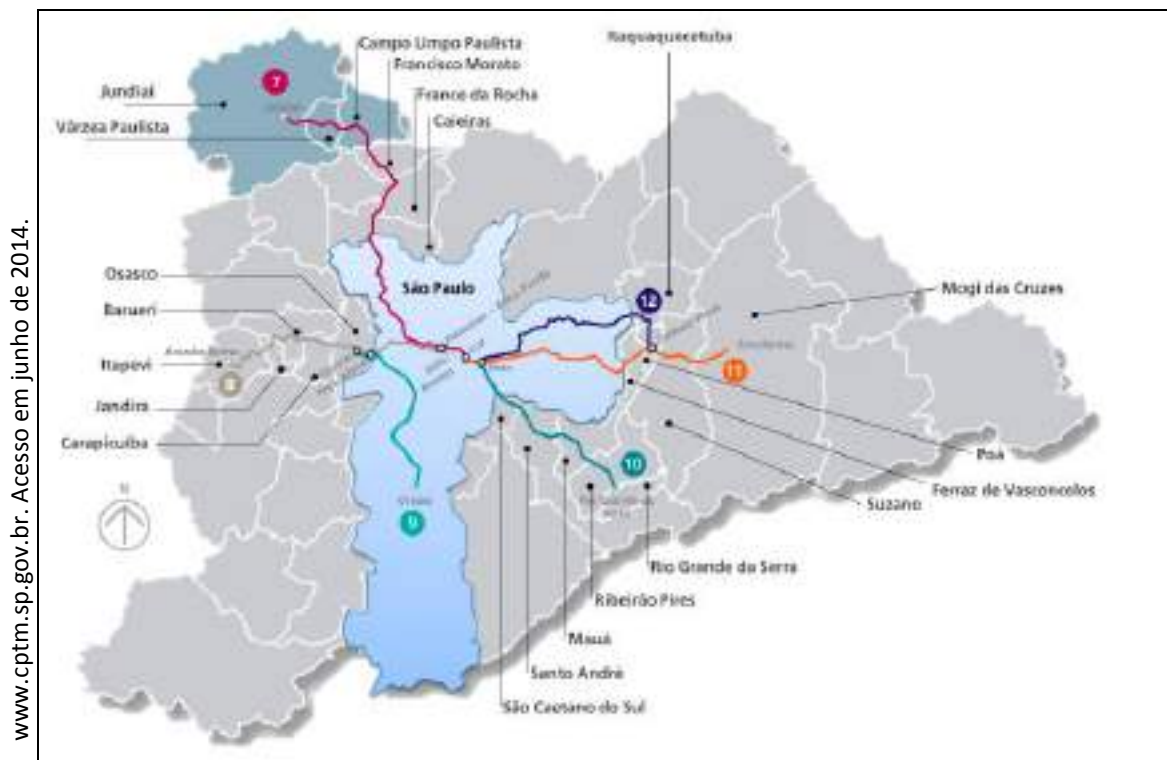 www.cptm.sp.gov.br. Acesso em junho de 2014.
Campo Limpo Paulista
Francisco Morato
Itaquaquecetuba
7
Jundiaí
Franco da Rocha
Várzea Paulista
Caieiras
Osasco
São Paulo
12
Mogi das Cruzes
Barueri
Itapevi
8
11
Jandira
Carapicuíba
Poá
10
Ferraz de Vasconcelos
Suzano
N
9
Rio Grande da Serra
Ribeirão Pires
Mauá
Santo André
São Caetano do Sul